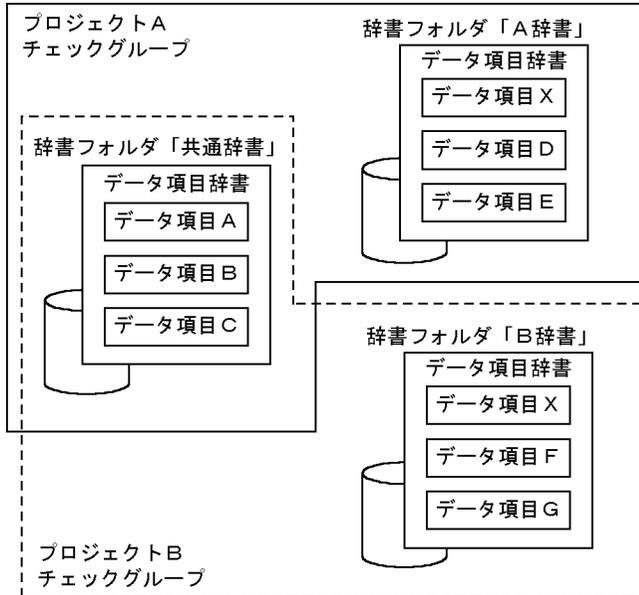 プロジェクトA
チェックグループ
辞書フォルダ「A辞書」
データ項目辞書
データ項目X
データ項目D
データ項目E
辞書フォルダ「共通辞書」
データ項目辞書
データ項目A
データ項目B
データ項目C
辞書フォルダ「B辞書」
データ項目辞書
データ項目X
データ項目F
データ項目G
プロジェクトB
チェックグループ